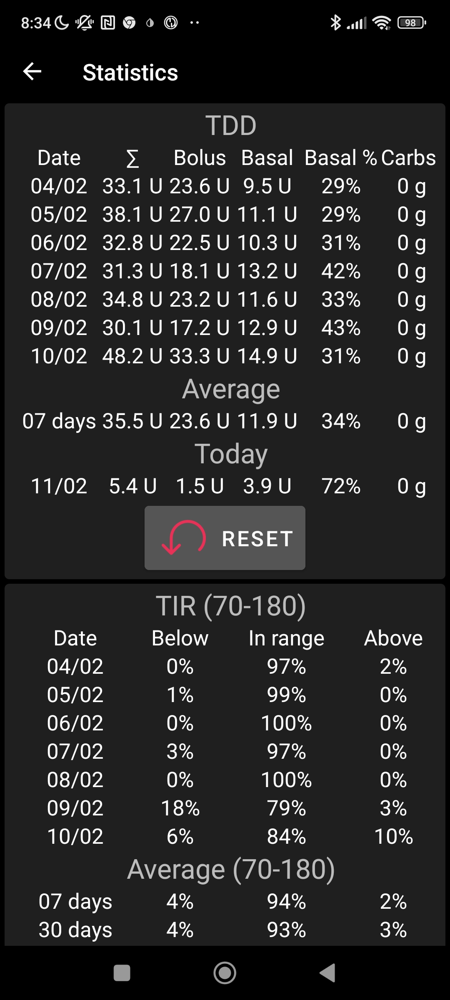 8:34 98
Statistics
TDD
Date ∑ Bolus Basal Basal % Carbs
04/02 33.1 U 23.6 U 9.5 U 29% 0 g
05/02 38.1 U 27.0 U 11.1 U 29% 0 g
06/02 32.8 U 22.5 U 10.3 U 31% 0 g
07/02 31.3 U 18.1 U 13.2 U 42% 0 g
08/02 34.8 U 23.2 U 11.6 U 33% 0 g
09/02 30.1 U 17.2 U 12.9 U 43% 0 g
10/02 48.2 U 33.3 U 14.9 U 31% 0 g
Average
07 days 35.5 U 23.6 U 11.9 U 34% 0 g
Today
11/02 5.4 U 1.5 U 3.9 U 72% 0 g
RESET
TIR (70-180)
Date Below In range Above
04/02 0% 97% 2%
05/02 1% 99% 0%
06/02 0% 100% 0%
07/02 3% 97% 0%
08/02 0% 100% 0%
09/02 18% 79% 3%
10/02 6% 84% 10%
Average (70-180)
07 days 4% 94% 2%
30 days 4% 93% 3%